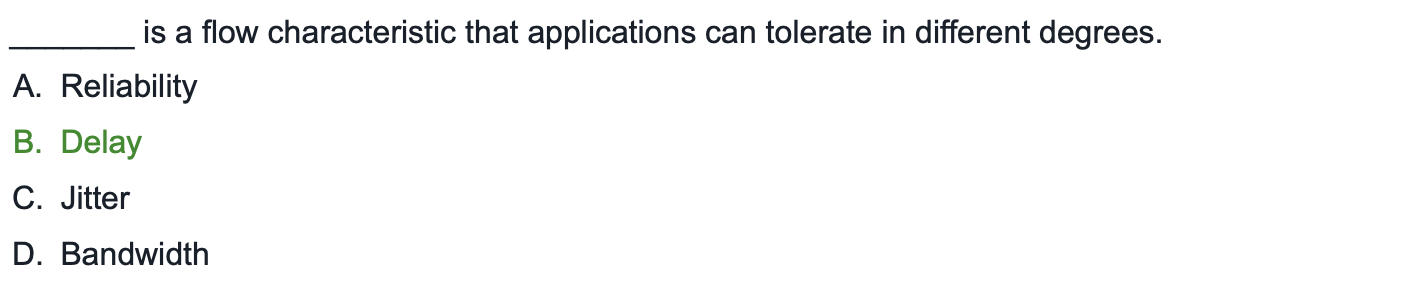 _______ is a flow characteristic that applications can tolerate in different degrees.
A. Reliability
B. Delay
C. Jitter
D. Bandwidth